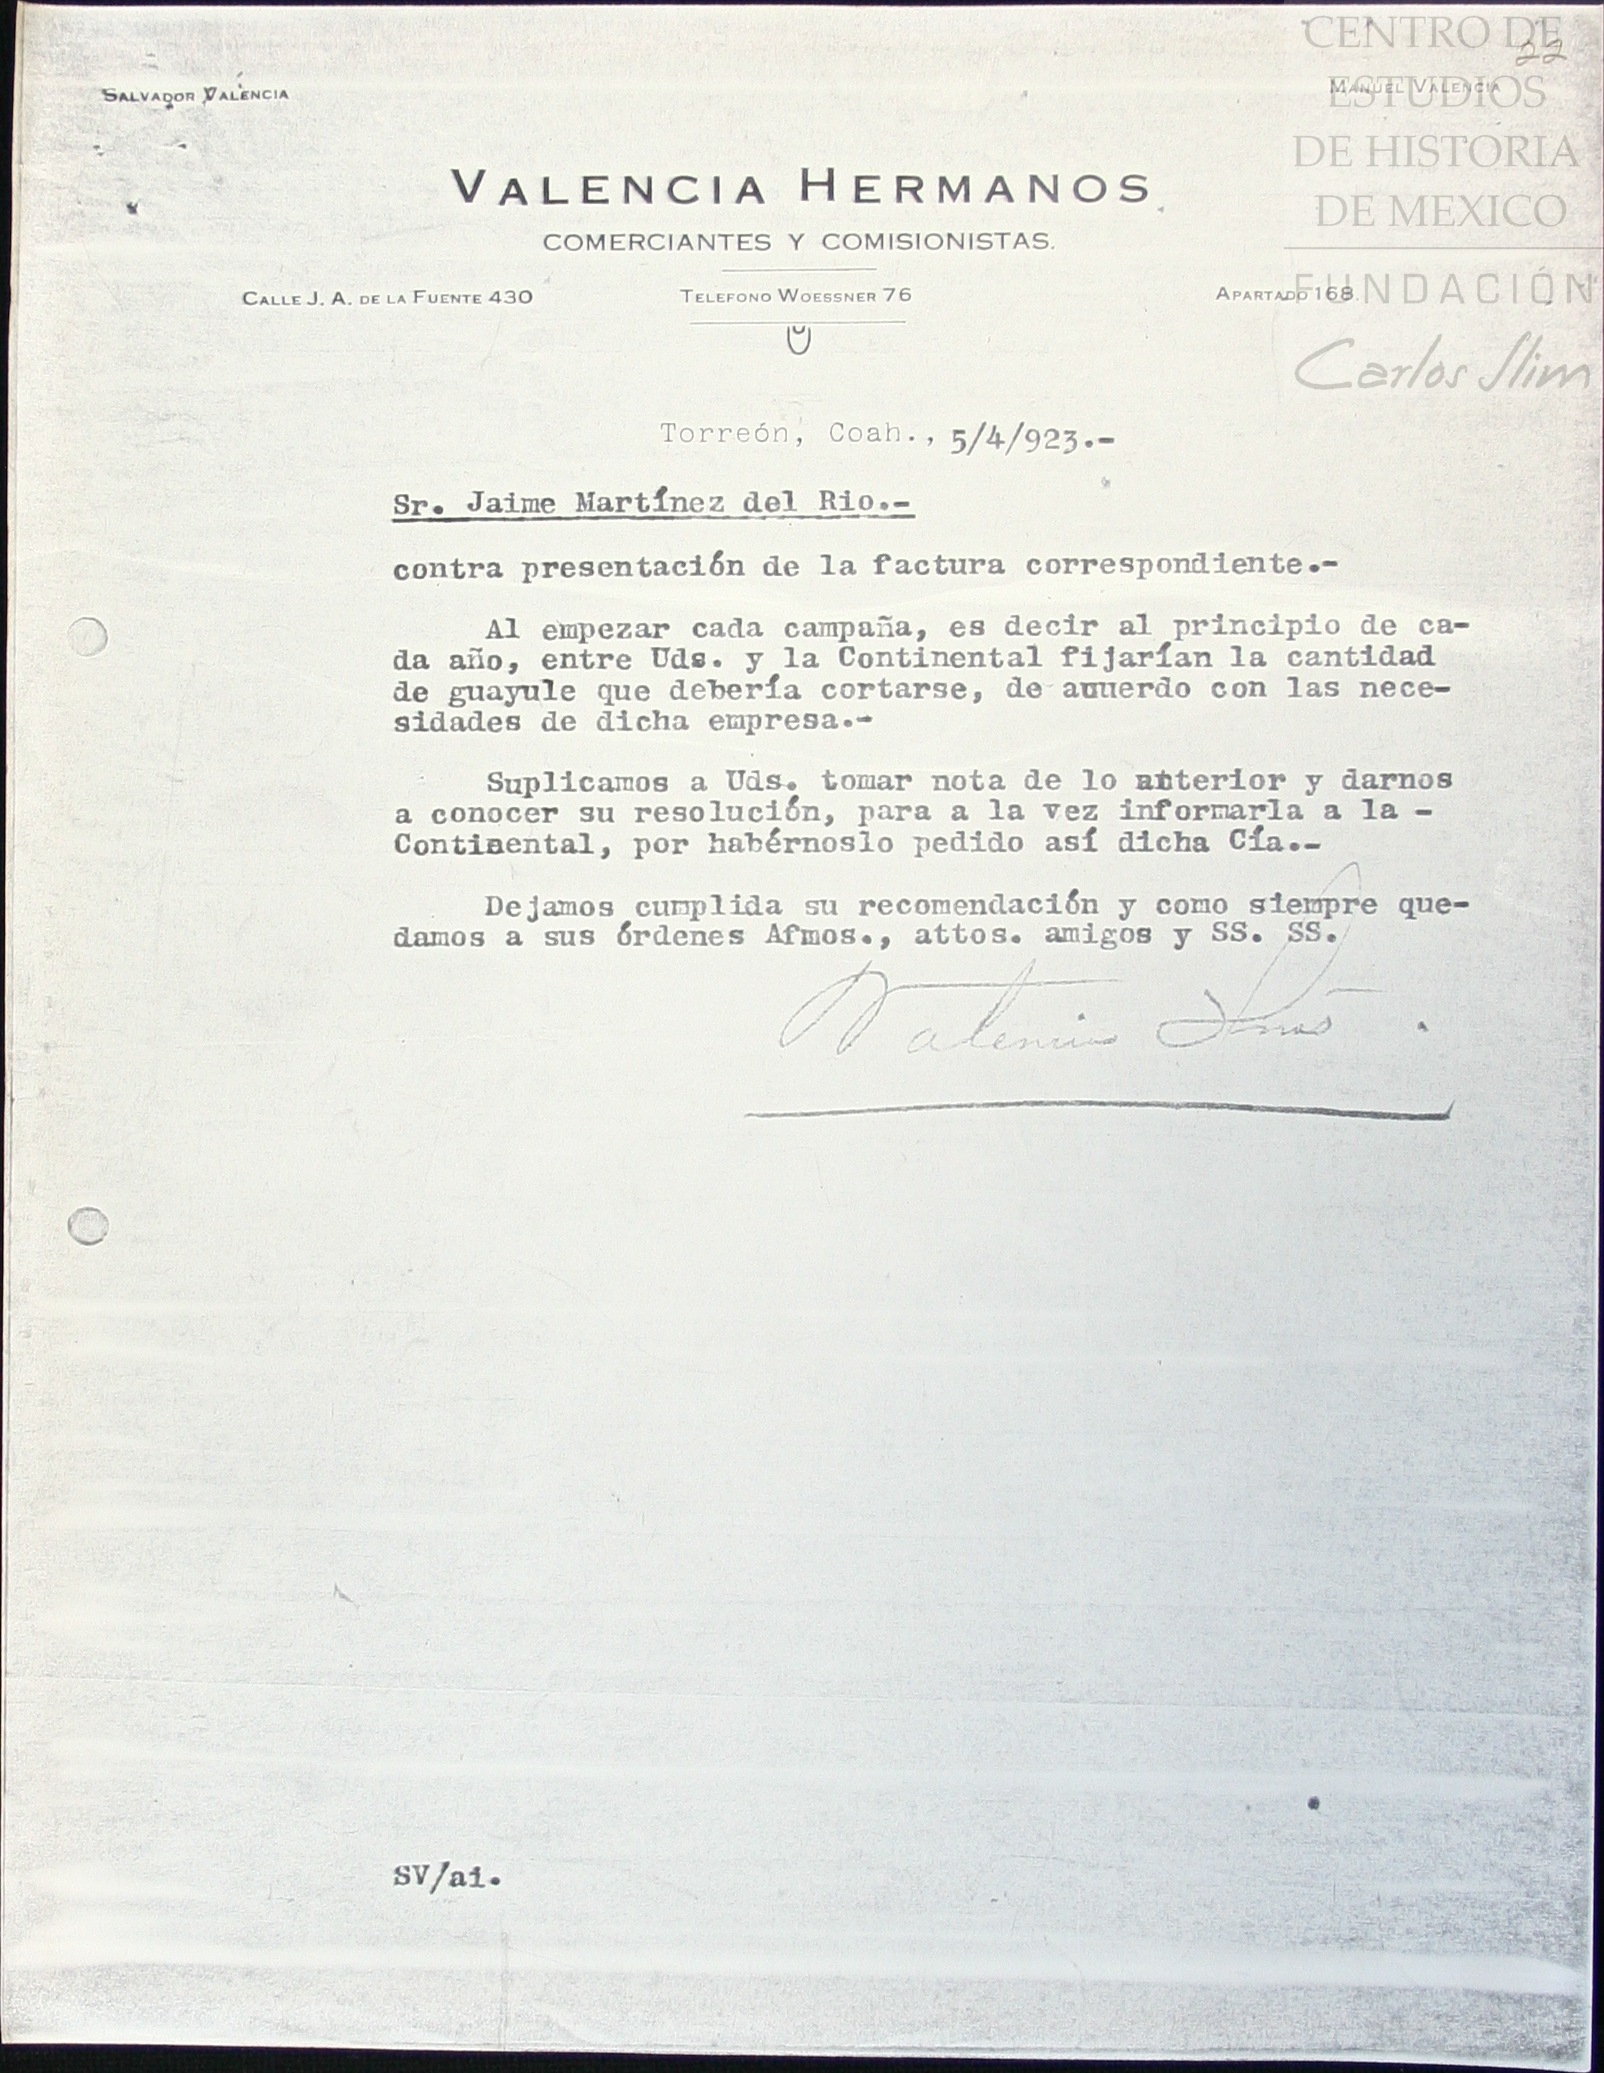 CENTRO DE
ESTUDIOS
DE HISTORIA
DE MEXICO
FUNDACIÓN
Carlos Slim
22
SALVADOR VALENCIA
MANUEL VALENCIA
VALENCIA HERMANOS
COMERCIANTES Y COMISIONISTAS.
CALLE J. A. DE LA FUENTE 430
TELEFONO WOESSNER 76
APARTADO 168.
Torreón, Coah., 5/4/923.-
Sr. Jaime Martínez del Rio.-
contra presentación de la factura correspondiente.-
Al empezar cada campaña, es decir al principio de ca-
da año, entre Uds. y la Continental fijarían la cantidad
de guayule que debería cortarse, de auuerdo con las nece-
sidades de dicha empresa.-
Suplicamos a Uds. tomar nota de lo anterior y darnos
a conocer su resolución, para a la vez informarla a la -
Continental, por habérnoslo pedido así dicha Cía.-
Dejamos cumplida su recomendación y como siempre que-
damos a sus órdenes Afmos., attos. amigos y SS. SS.
Valencia Hnos.
SV/ai.